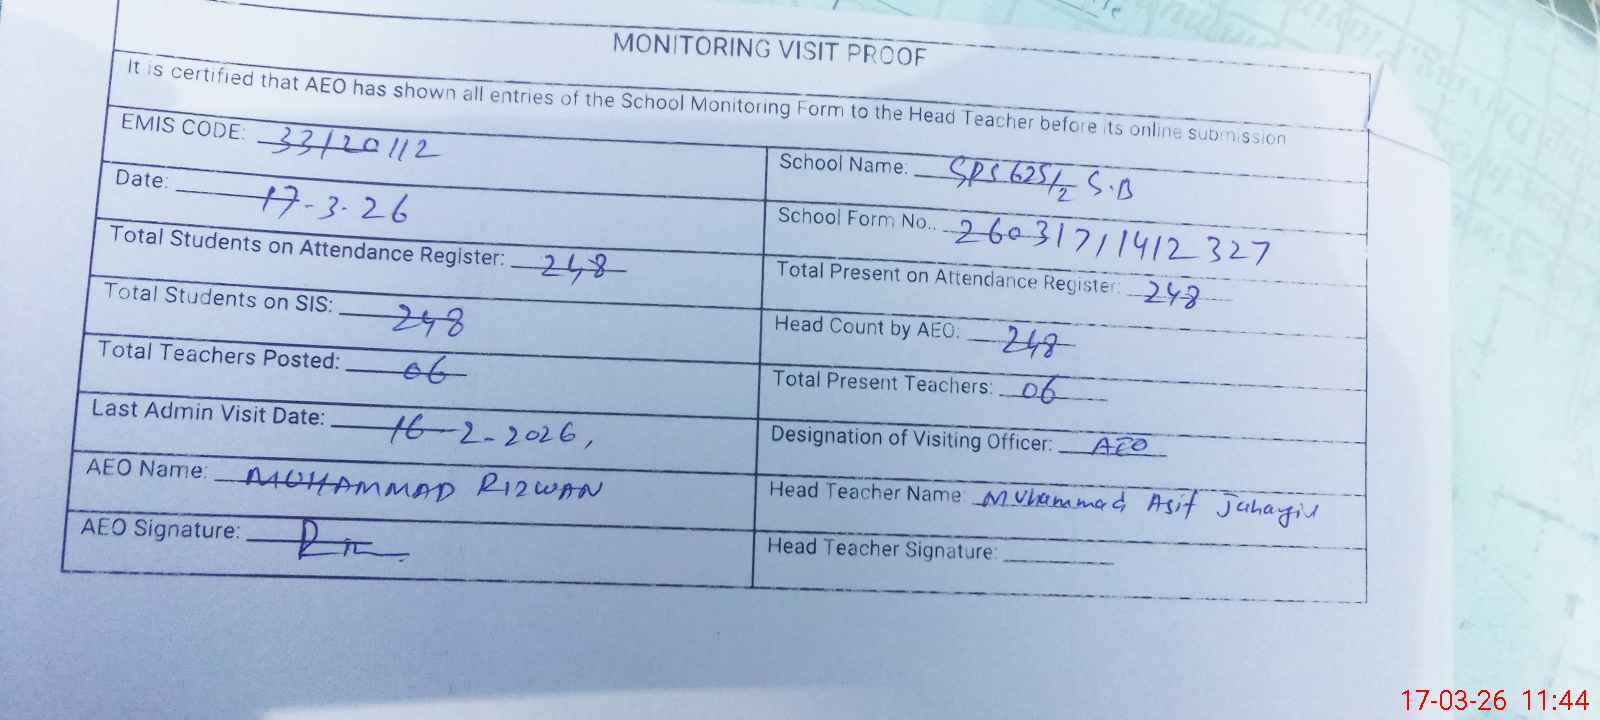 MONITORING VISIT PROOF
It is certified that AEO has shown all entries of the School Monitoring Form to the Head Teacher before its online submission
EMIS CODE: 33120112 School Name: GPS 625/2 S.B
Date: 17-3-26 School Form No.. 26031711412327
Total Students on Attendance Register: 248 Total Present on Attendance Register: 248
Total Students on SIS: 248 Head Count by AEO: 248
Total Teachers Posted: 06 Total Present Teachers: 06
Last Admin Visit Date: 16-2-2026, Designation of Visiting Officer: AEO
AEO Name: MUHAMMAD RIZWAN Head Teacher Name: Muhammad Asif
AEO Signature: Head Teacher Signature:
17-03-26 11:44